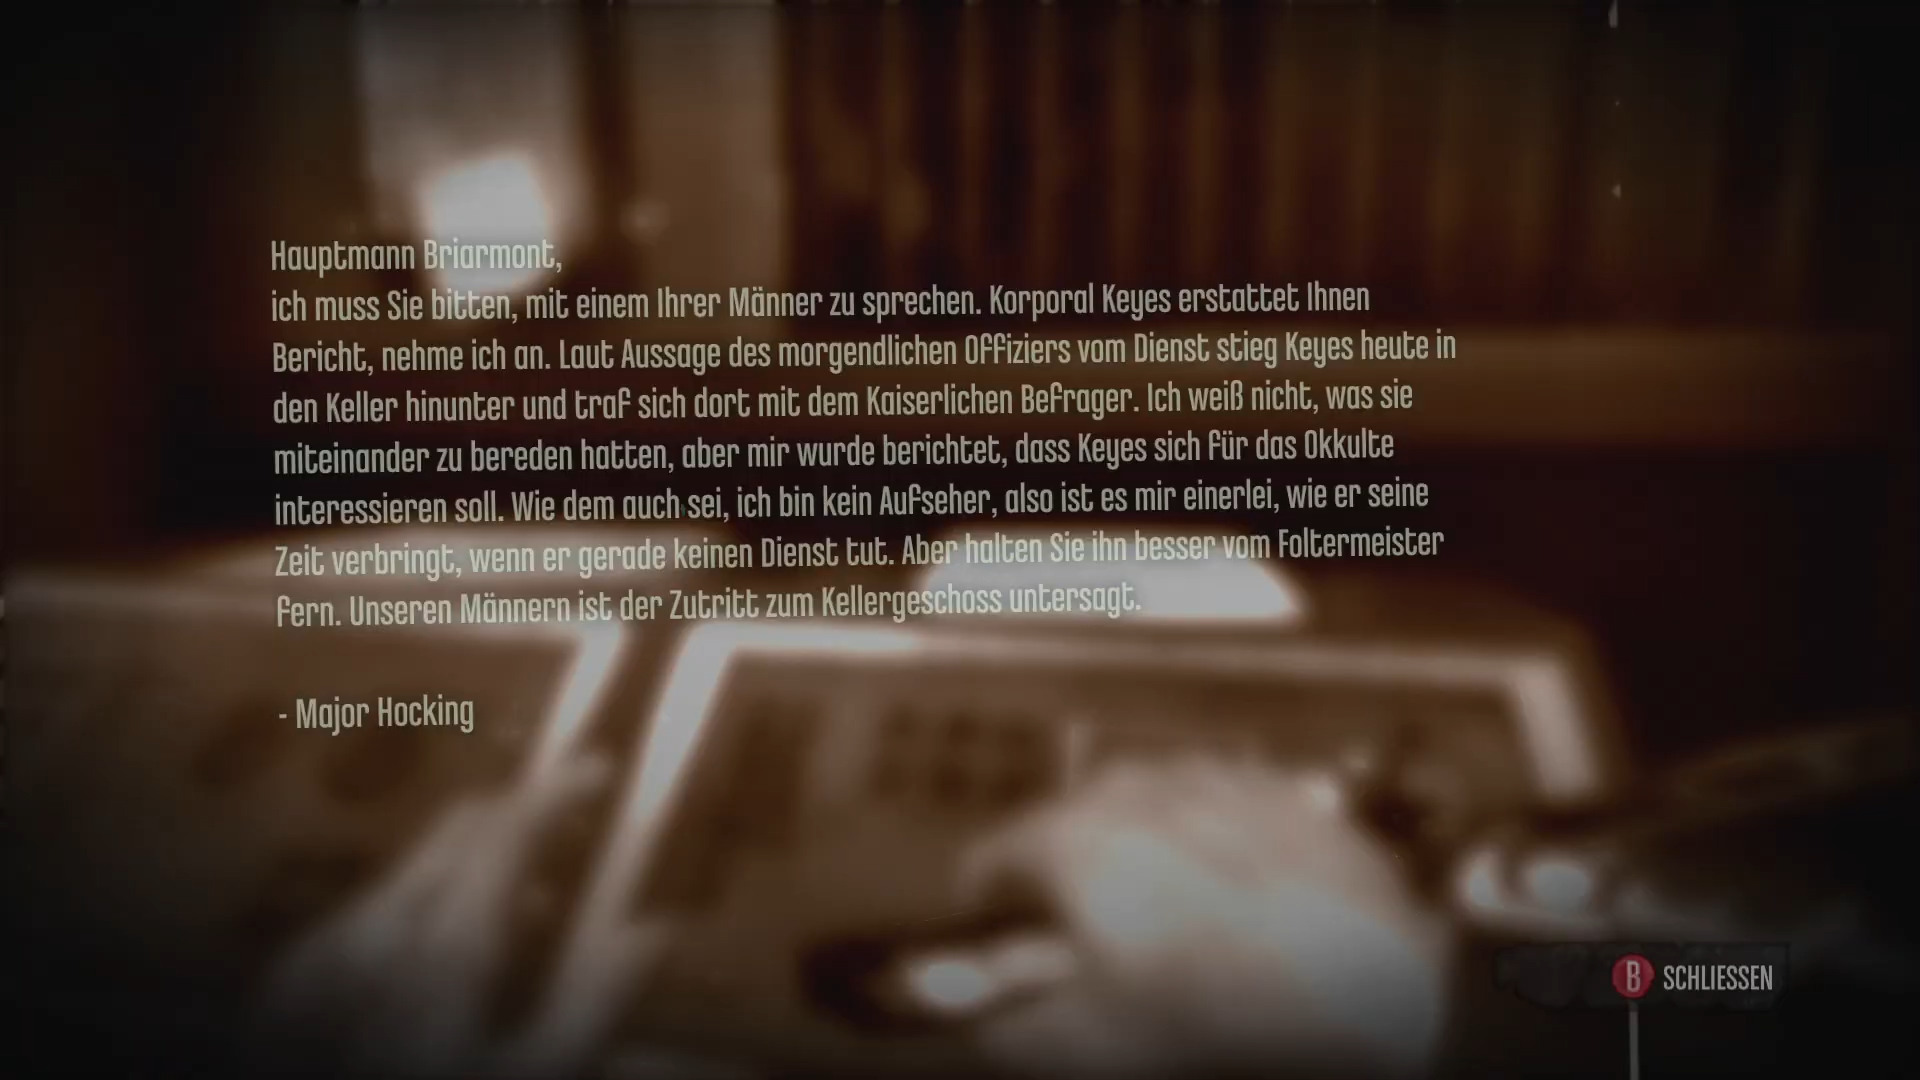 Hauptmann Briarmont,
ich muss Sie bitten, mit einem Ihrer Männer zu sprechen. Korporal Keyes erstattet Ihnen
Bericht, nehme ich an. Laut Aussage des morgendlichen Offiziers vom Dienst stieg Keyes heute in
den Keller hinunter und traf sich dort mit dem Kaiserlichen Befrager. Ich weiß nicht, was sie
miteinander zu bereden hatten, aber mir wurde berichtet, dass Keyes sich für das Okkulte
interessieren soll. Wie dem auch sei, ich bin kein Aufseher, also ist es mir einerlei, wie er seine
Zeit verbringt, wenn er gerade keinen Dienst tut. Aber halten Sie ihn besser vom Foltermeister
fern. Unseren Männern ist der Zutritt zum Kellergeschoss untersagt.
- Major Hocking
B SCHLIESSEN